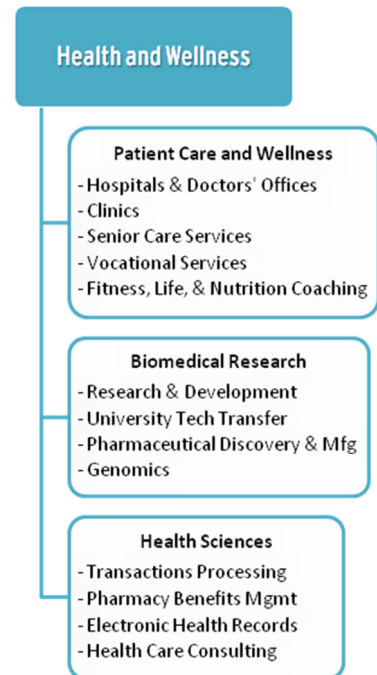 Health and Wellness
Patient Care and Wellness
- Hospitals & Doctors' Offices
- Clinics
- Senior Care Services
- Vocational Services
- Fitness, Life, & Nutrition Coaching
Biomedical Research
- Research & Development
- University Tech Transfer
- Pharmaceutical Discovery & Mfg
- Genomics
Health Sciences
- Transactions Processing
- Pharmacy Benefits Mgmt
- Electronic Health Records
- Health Care Consulting